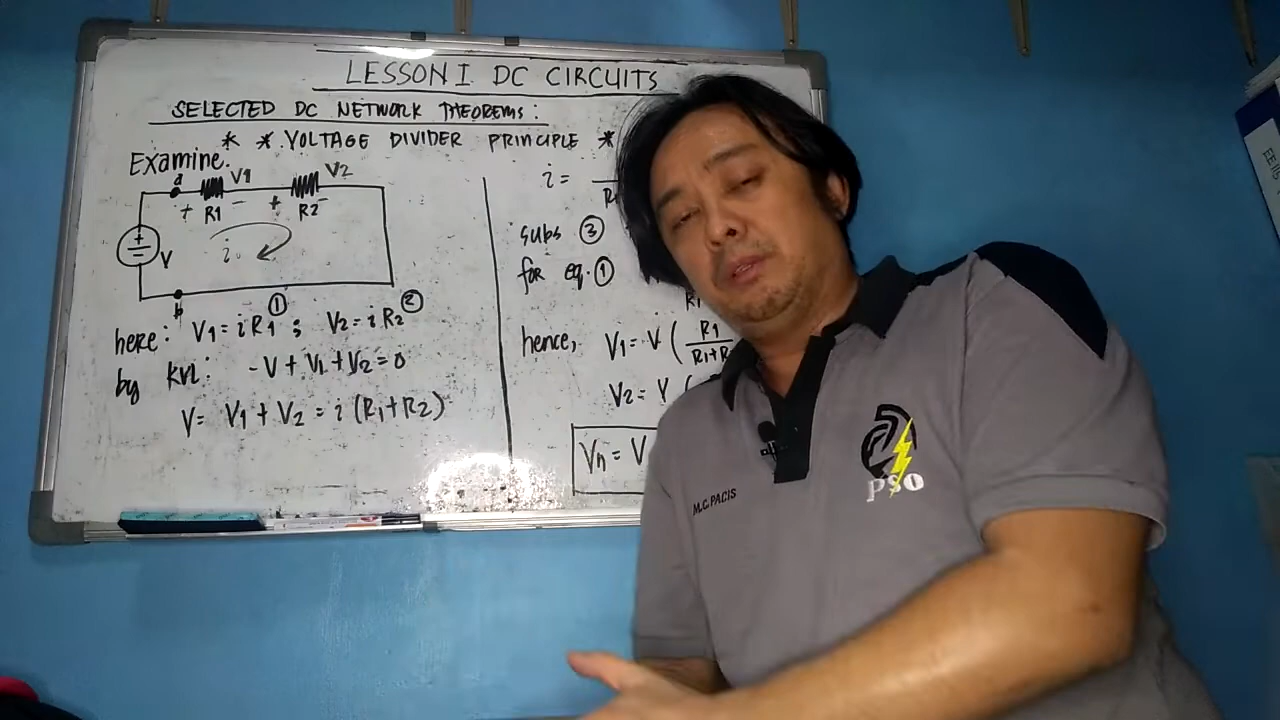 LESSON I DC CIRCUITS
SELECTED DC NETWORK THEOREMS:
* * VOLTAGE DIVIDER PRINCIPLE *
Examine.
a
V1
V2
+ R1 -
+ R2 -
+
V
i
b
here: V1 = iR1 ① ; V2 = iR2 ②
by KVL: -V + V1 + V2 = 0
V = V1 + V2 = i (R1+R2)
i =
subs ③
for eq. ①
hence, V1 = V ( R1
R1+R
V2 = V (
Vn = V
M.C. PACIS
PSO